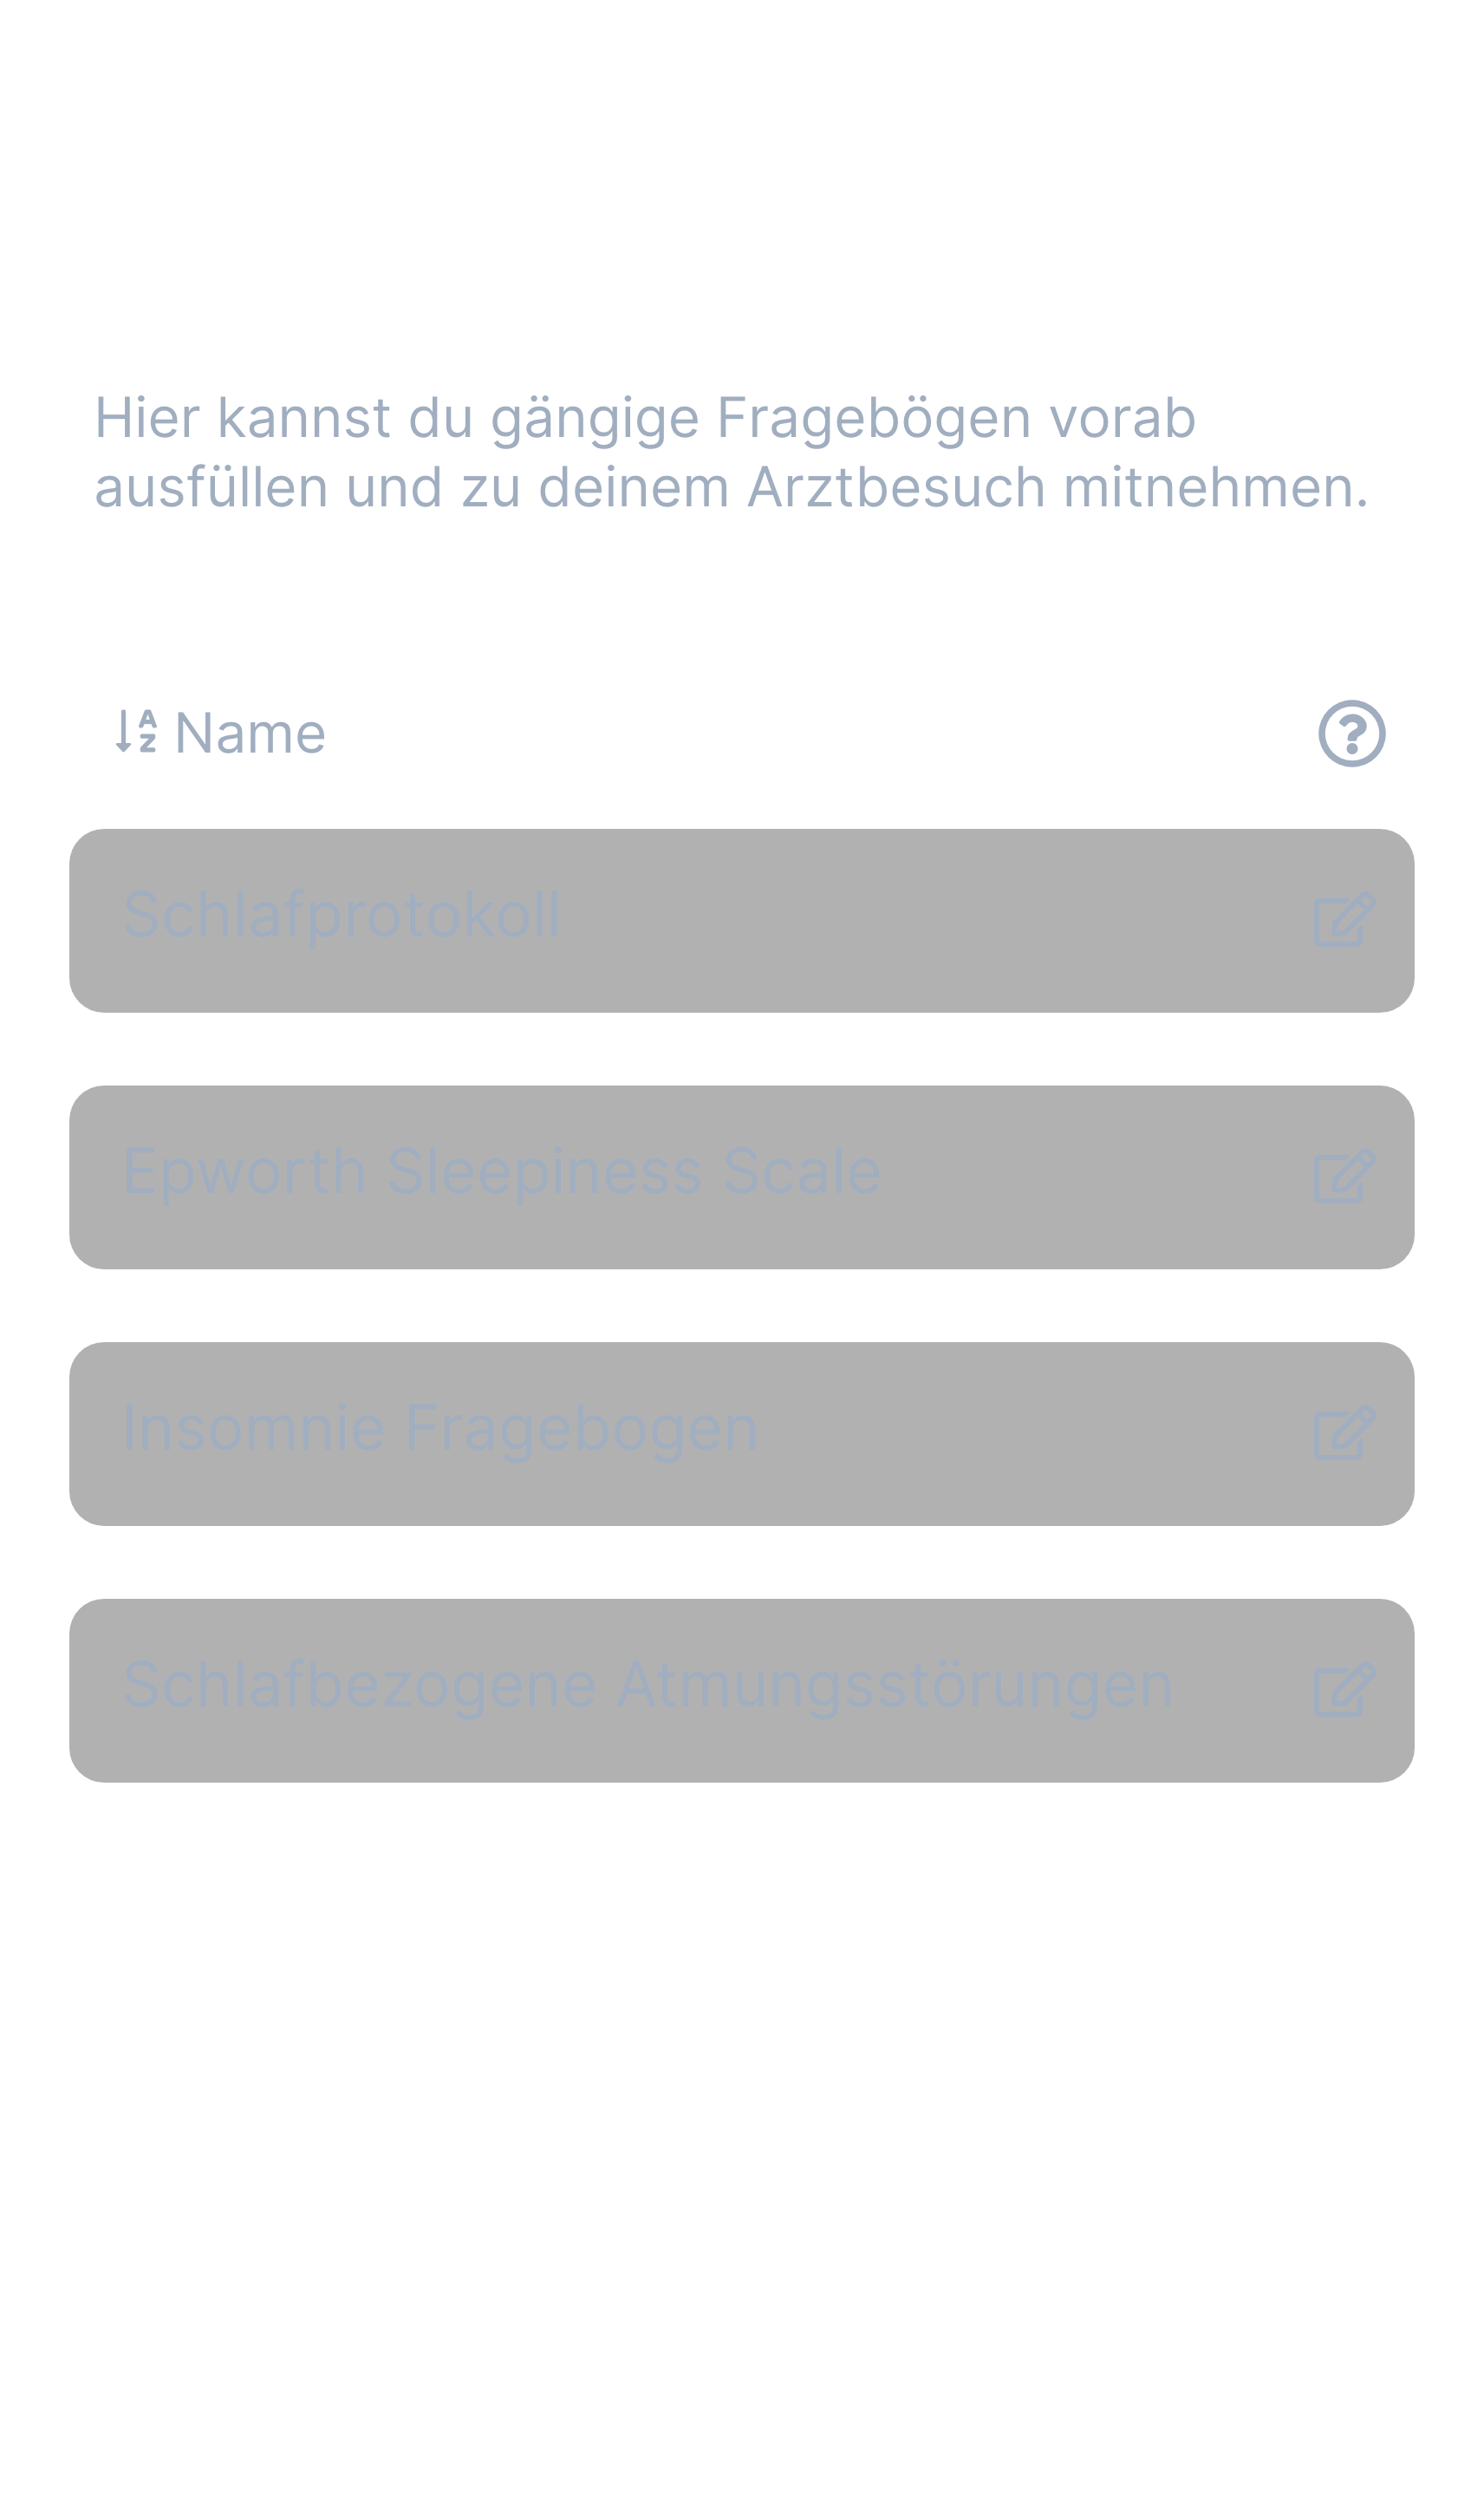 Hier kannst du gängige Fragebögen vorab
ausfüllen und zu deinem Arztbesuch mitnehmen.
Name
Schlafprotokoll
Epworth Sleepiness Scale
Insomnie Fragebogen
Schlafbezogene Atmungsstörungen